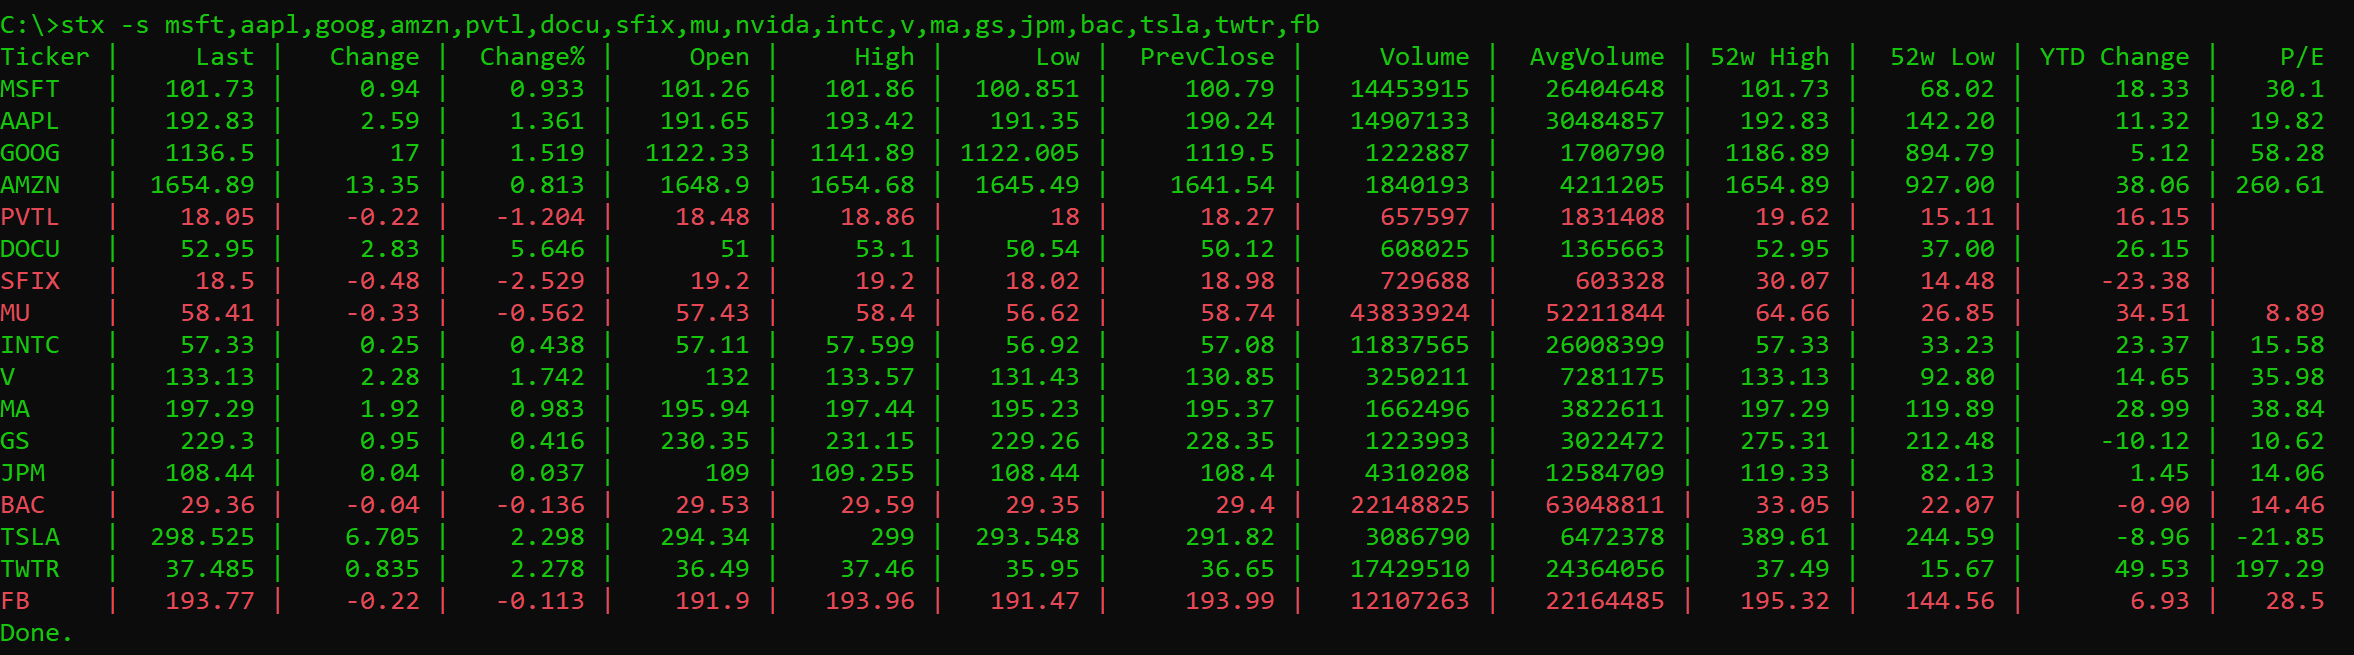 C:\>stx -s msft,aapl,goog,amzn,pvtl,docu,sfix,mu,nvida,intc,v,ma,gs,jpm,bac,tsla,twtr,fb
Ticker | Last | Change | Change% | Open | High | Low | PrevClose | Volume | AvgVolume | 52w High | 52w Low | YTD Change | P/E
MSFT | 101.73 | 0.94 | 0.933 | 101.26 | 101.86 | 100.851 | 100.79 | 14453915 | 26404648 | 101.73 | 68.02 | 18.33 | 30.1
AAPL | 192.83 | 2.59 | 1.361 | 191.65 | 193.42 | 191.35 | 190.24 | 14907133 | 30484857 | 192.83 | 142.20 | 11.32 | 19.82
GOOG | 1136.5 | 17 | 1.519 | 1122.33 | 1141.89 | 1122.005 | 1119.5 | 1222887 | 1700790 | 1186.89 | 894.79 | 5.12 | 58.28
AMZN | 1654.89 | 13.35 | 0.813 | 1648.9 | 1654.68 | 1645.49 | 1641.54 | 1840193 | 4211205 | 1654.89 | 927.00 | 38.06 | 260.61
PVTL | 18.05 | -0.22 | -1.204 | 18.48 | 18.86 | 18 | 18.27 | 657597 | 1831408 | 19.62 | 15.11 | 16.15 |
DOCU | 52.95 | 2.83 | 5.646 | 51 | 53.1 | 50.54 | 50.12 | 608025 | 1365663 | 52.95 | 37.00 | 26.15 |
SFIX | 18.5 | -0.48 | -2.529 | 19.2 | 19.2 | 18.02 | 18.98 | 729688 | 603328 | 30.07 | 14.48 | -23.38 |
MU | 58.41 | -0.33 | -0.562 | 57.43 | 58.4 | 56.62 | 58.74 | 43833924 | 52211844 | 64.66 | 26.85 | 34.51 | 8.89
INTC | 57.33 | 0.25 | 0.438 | 57.11 | 57.599 | 56.92 | 57.08 | 11837565 | 26008399 | 57.33 | 33.23 | 23.37 | 15.58
V | 133.13 | 2.28 | 1.742 | 132 | 133.57 | 131.43 | 130.85 | 3250211 | 7281175 | 133.13 | 92.80 | 14.65 | 35.98
MA | 197.29 | 1.92 | 0.983 | 195.94 | 197.44 | 195.23 | 195.37 | 1662496 | 3822611 | 197.29 | 119.89 | 28.99 | 38.84
GS | 229.3 | 0.95 | 0.416 | 230.35 | 231.15 | 229.26 | 228.35 | 1223993 | 3022472 | 275.31 | 212.48 | -10.12 | 10.62
JPM | 108.44 | 0.04 | 0.037 | 109 | 109.255 | 108.44 | 108.4 | 4310208 | 12584709 | 119.33 | 82.13 | 1.45 | 14.06
BAC | 29.36 | -0.04 | -0.136 | 29.53 | 29.59 | 29.35 | 29.4 | 22148825 | 63048811 | 33.05 | 22.07 | -0.90 | 14.46
TSLA | 298.525 | 6.705 | 2.298 | 294.34 | 299 | 293.548 | 291.82 | 3086790 | 6472378 | 389.61 | 244.59 | -8.96 | -21.85
TWTR | 37.485 | 0.835 | 2.278 | 36.49 | 37.46 | 35.95 | 36.65 | 17429510 | 24364056 | 37.49 | 15.67 | 49.53 | 197.29
FB | 193.77 | -0.22 | -0.113 | 191.9 | 193.96 | 191.47 | 193.99 | 12107263 | 22164485 | 195.32 | 144.56 | 6.93 | 28.5
Done.